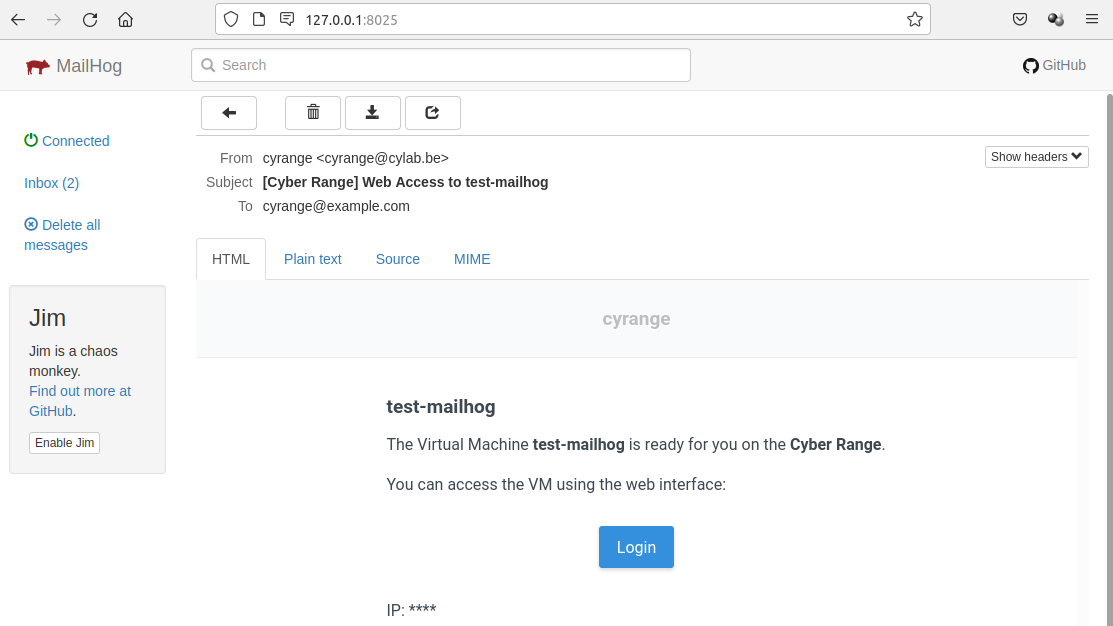 127.0.0.1:8025
MailHog
Search
GitHub
Connected
Inbox (2)
Delete all
messages
Jim
Jim is a chaos
monkey.
Find out more at
GitHub.
Enable Jim
From cyrange <cyrange@cylab.be>
Show headers
Subject [Cyber Range] Web Access to test-mailhog
To cyrange@example.com
HTML Plain text Source MIME
cyrange
test-mailhog
The Virtual Machine test-mailhog is ready for you on the Cyber Range.
You can access the VM using the web interface:
Login
IP: ****